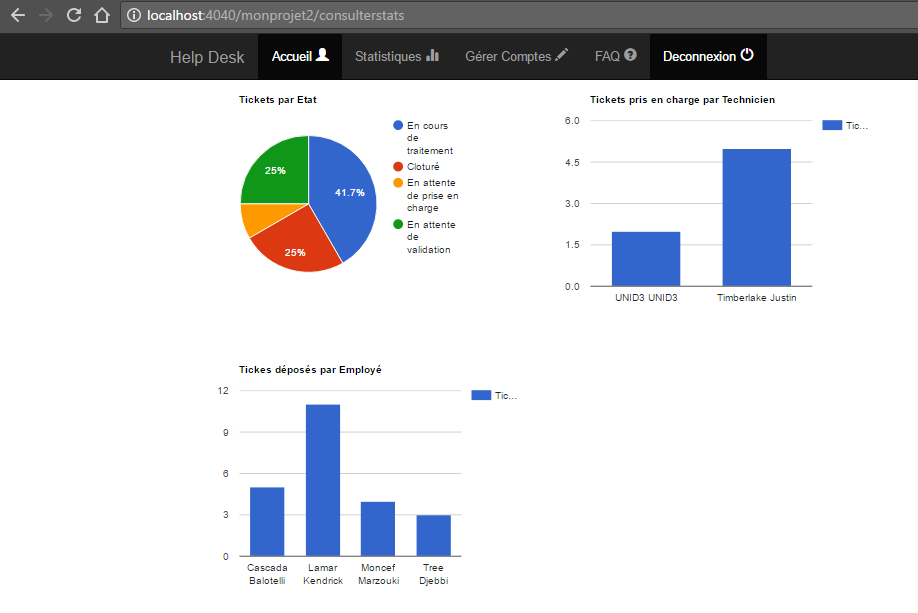 localhost:4040/monprojet2/consulterstats
Help Desk Accueil Statistiques Gérer Comptes FAQ Deconnexion
Tickets par Etat
25%
41.7%
25%
En cours
de
traitement
Cloturé
En attente
de prise en
charge
En attente
de
validation
Tickets pris en charge par Technicien
6.0
4.5
3.0
1.5
0.0
UNID3 UNID3
Timberlake Justin
Tic...
Tickes déposés par Employé
12
9
6
3
0
Cascada
Balotelli
Lamar
Kendrick
Moncef
Marzouki
Tree
Djebbi
Tic...